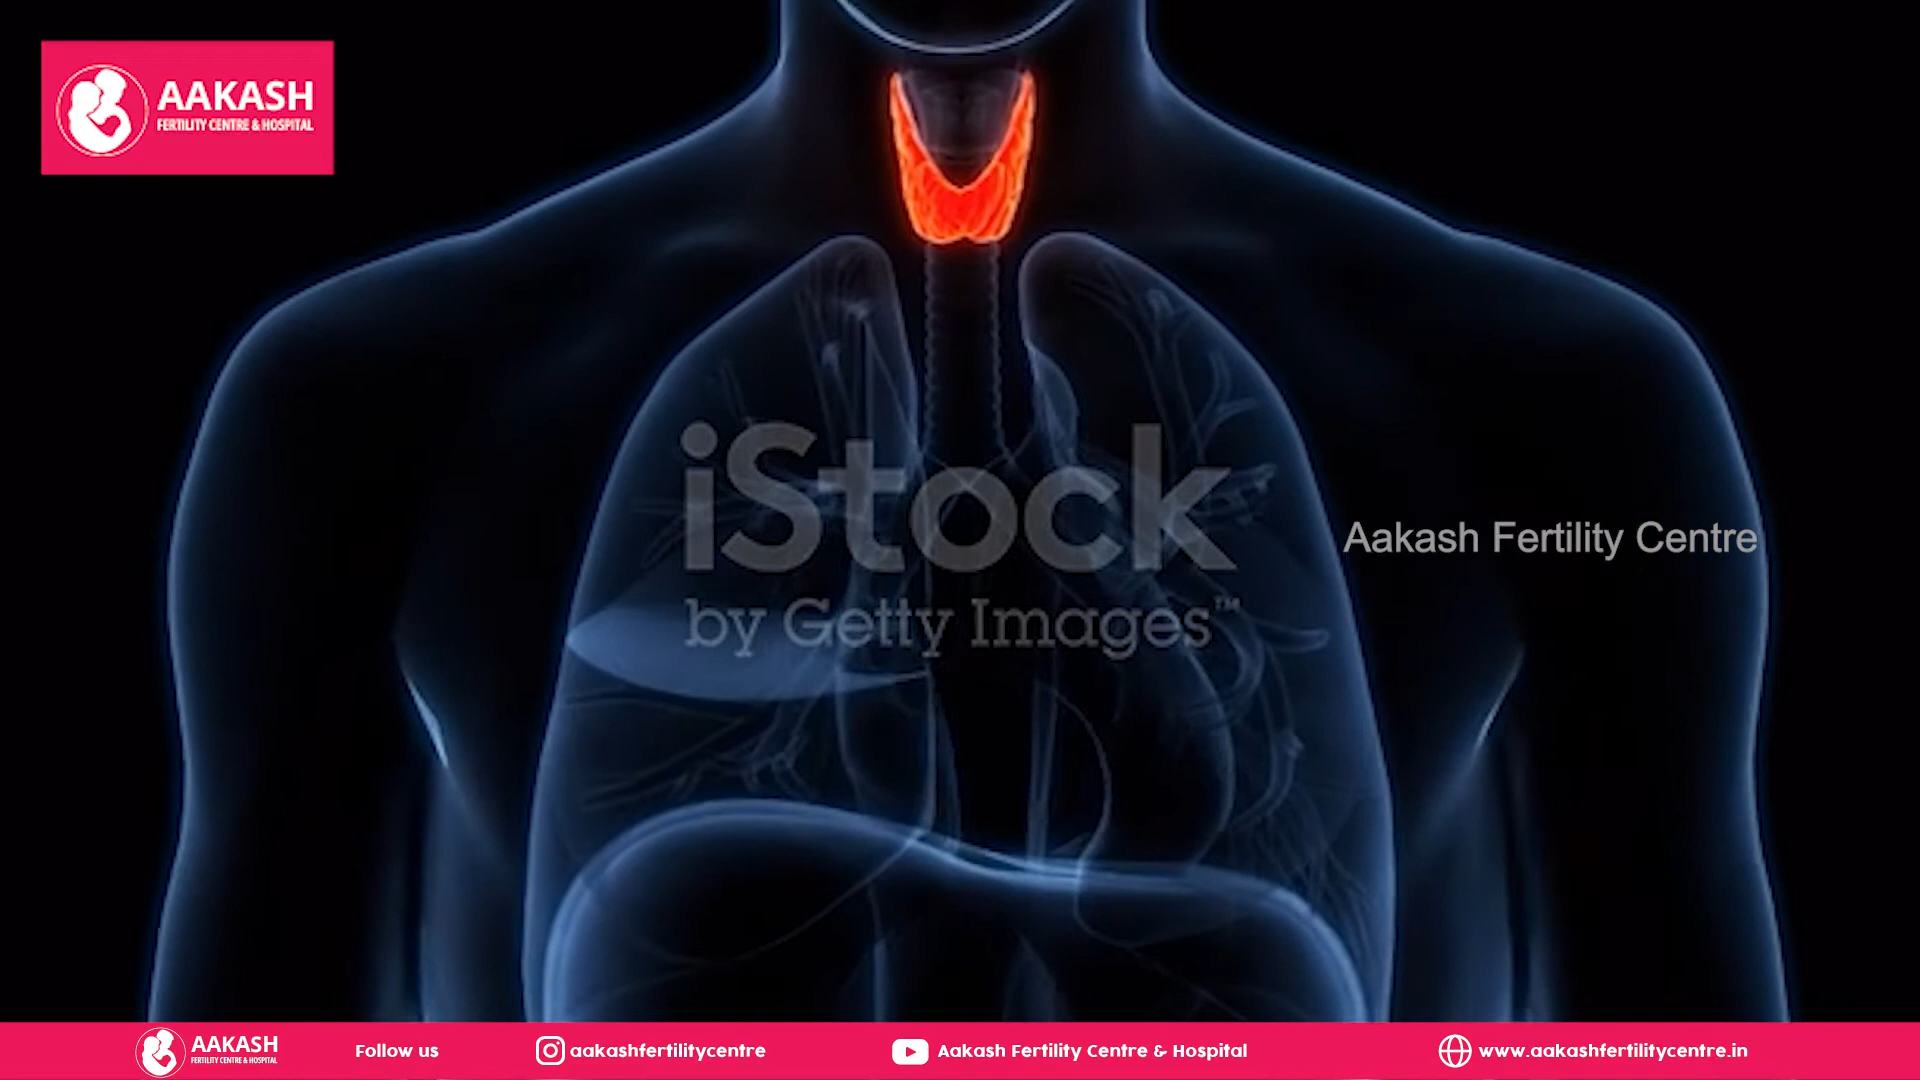 AAKASH
FERTILITY CENTRE & HOSPITAL
iStock
by Getty Images™
Aakash Fertility Centre
AAKASH
FERTILITY CENTRE & HOSPITAL
Follow us
aakashfertilitycentre
Aakash Fertility Centre & Hospital
www.aakashfertilitycentre.in